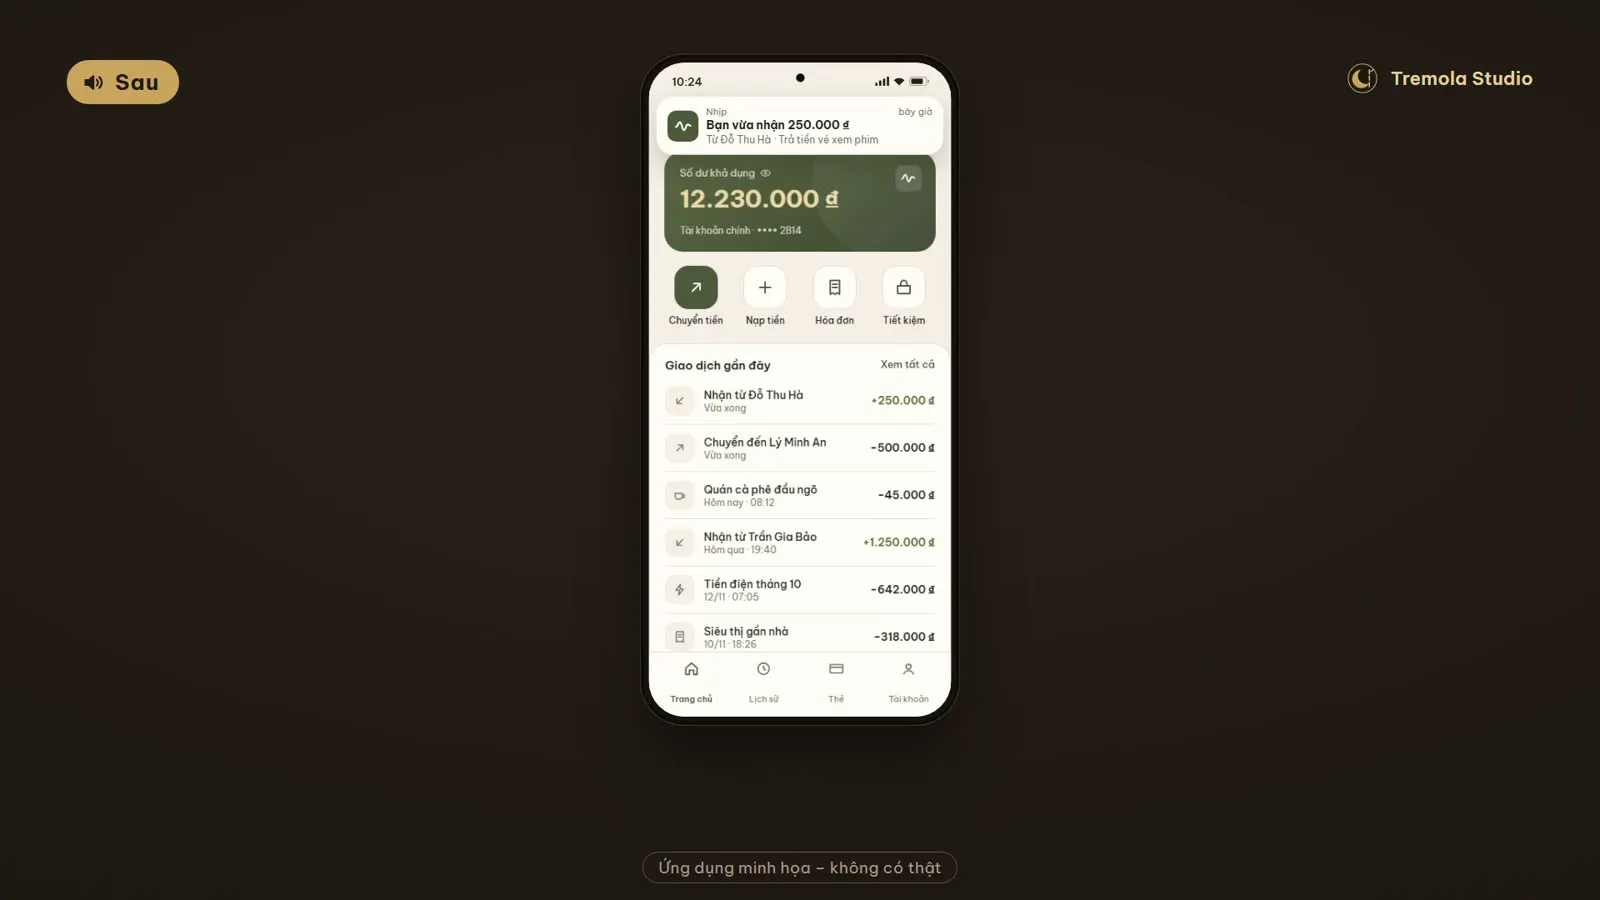 Sau
Tremola Studio
10:24
Nhịp
bây giờ
Bạn vừa nhận 250.000 ₫
Từ Đỗ Thu Hà · Trả tiền vé xem phim
Số dư khả dụng
12.230.000 ₫
Tài khoản chính · •••• 2814
Chuyển tiền
Nạp tiền
Hóa đơn
Tiết kiệm
Giao dịch gần đây
Xem tất cả
Nhận từ Đỗ Thu Hà
Vừa xong
+250.000 ₫
Chuyển đến Lý Minh An
Vừa xong
-500.000 ₫
Quán cà phê đầu ngõ
Hôm nay · 08:12
-45.000 ₫
Nhận từ Trần Gia Bảo
Hôm qua · 19:40
+1.250.000 ₫
Tiền điện tháng 10
12/11 · 07:05
-642.000 ₫
Siêu thị gần nhà
10/11 · 18:26
-318.000 ₫
Trang chủ
Lịch sử
Thẻ
Tài khoản
Ứng dụng minh họa – không có thật